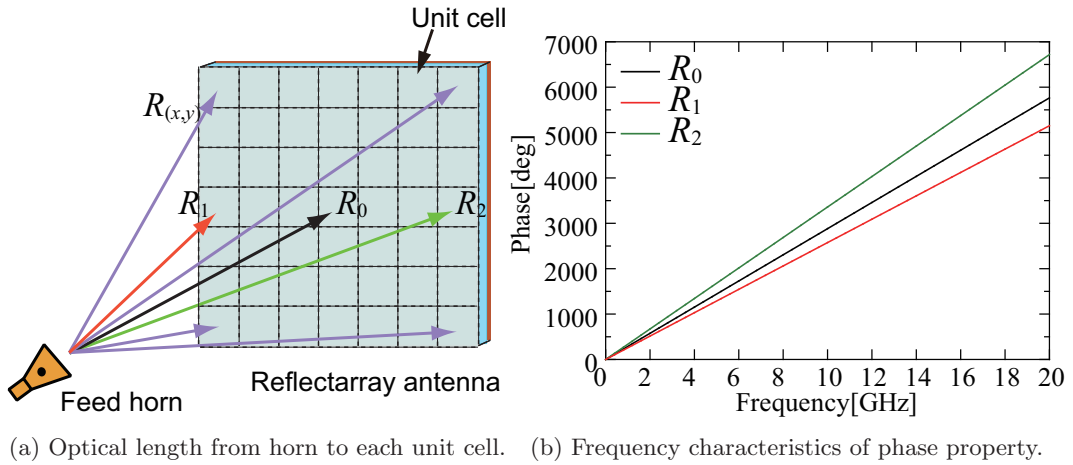 Unit cell
R(x,y)
R1
R0
R2
Feed horn
Reflectarray antenna
(a) Optical length from horn to each unit cell.
7000
6000
5000
4000
3000
2000
1000
0
Phase[deg]
R0
R1
R2
0 2 4 6 8 10 12 14 16 18 20
Frequency[GHz]
(b) Frequency characteristics of phase property.